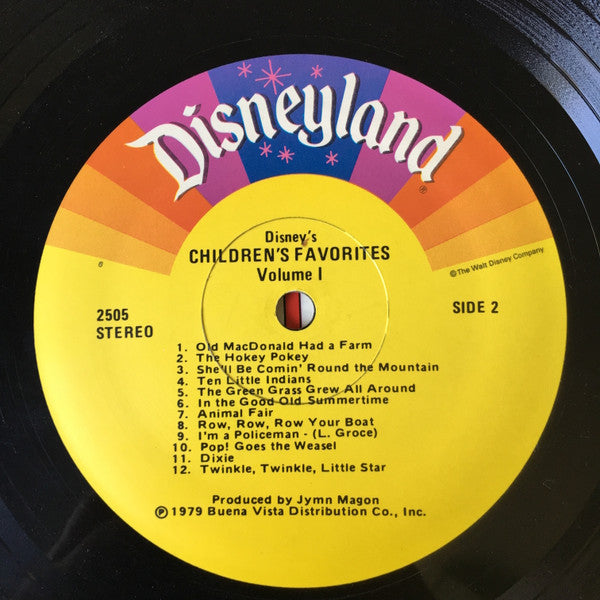 Disneyland
®
Disney's
CHILDREN'S FAVORITES
Volume I
6
© The Walt Disney Company
2505
STEREO
SIDE 2
1. Old MacDonald Had a Farm
2. The Hokey Pokey
3. She'll Be Comin' Round the Mountain
4. Ten Little Indians
5. The Green Grass Grew All Around
6. In the Good Old Summertime
7. Animal Fair
8. Row, Row, Row Your Boat
9. I'm a Policeman - (L. Groce)
10. Pop! Goes the Weasel
11. Dixie
12. Twinkle, Twinkle, Little Star
Produced by Jymn Magon
℗ 1979 Buena Vista Distribution Co., Inc.